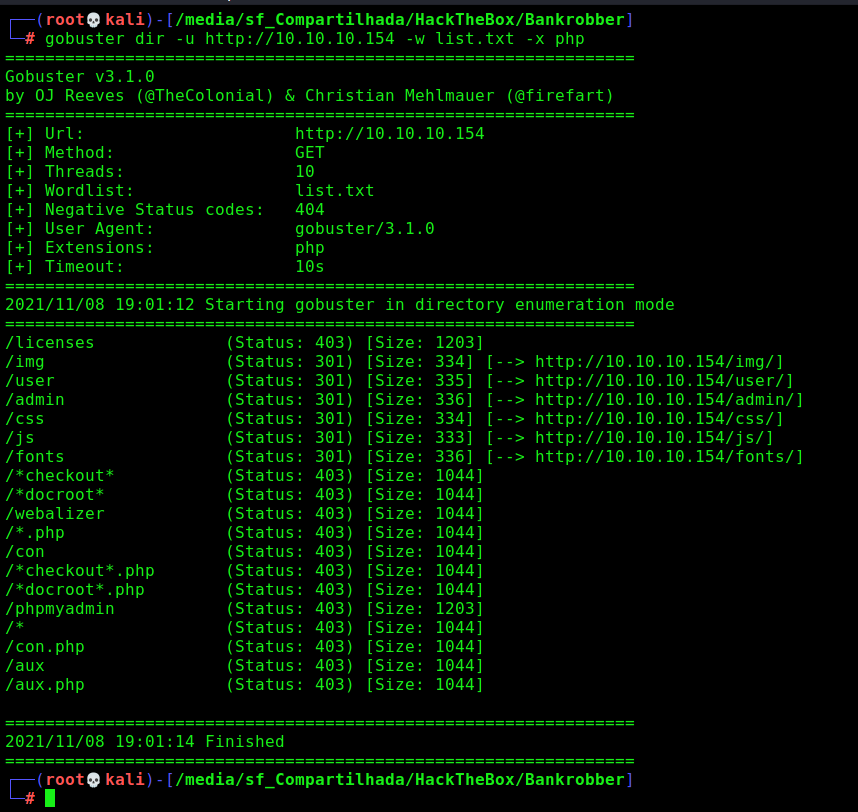 ┌──(root💀kali)-[/media/sf_Compartilhada/HackTheBox/Bankrobber]
└─# gobuster dir -u http://10.10.10.154 -w list.txt -x php
===============================================================
Gobuster v3.1.0
by OJ Reeves (@TheColonial) & Christian Mehlmauer (@firefart)
===============================================================
[+] Url:                     http://10.10.10.154
[+] Method:                  GET
[+] Threads:                 10
[+] Wordlist:                list.txt
[+] Negative Status codes:   404
[+] User Agent:              gobuster/3.1.0
[+] Extensions:              php
[+] Timeout:                 10s
===============================================================
2021/11/08 19:01:12 Starting gobuster in directory enumeration mode
===============================================================
/licenses             (Status: 403) [Size: 1203]
/img                  (Status: 301) [Size: 334] [--> http://10.10.10.154/img/]
/user                 (Status: 301) [Size: 335] [--> http://10.10.10.154/user/]
/admin                (Status: 301) [Size: 336] [--> http://10.10.10.154/admin/]
/css                  (Status: 301) [Size: 334] [--> http://10.10.10.154/css/]
/js                   (Status: 301) [Size: 333] [--> http://10.10.10.154/js/]
/fonts                (Status: 301) [Size: 336] [--> http://10.10.10.154/fonts/]
/*checkout*           (Status: 403) [Size: 1044]
/*docroot*            (Status: 403) [Size: 1044]
/webalizer            (Status: 403) [Size: 1044]
/*.php                (Status: 403) [Size: 1044]
/con                  (Status: 403) [Size: 1044]
/*checkout*.php       (Status: 403) [Size: 1044]
/*docroot*.php        (Status: 403) [Size: 1044]
/phpmyadmin           (Status: 403) [Size: 1203]
/*                    (Status: 403) [Size: 1044]
/con.php              (Status: 403) [Size: 1044]
/aux                  (Status: 403) [Size: 1044]
/aux.php              (Status: 403) [Size: 1044]
===============================================================
2021/11/08 19:01:14 Finished
===============================================================
┌──(root💀kali)-[/media/sf_Compartilhada/HackTheBox/Bankrobber]
└─#